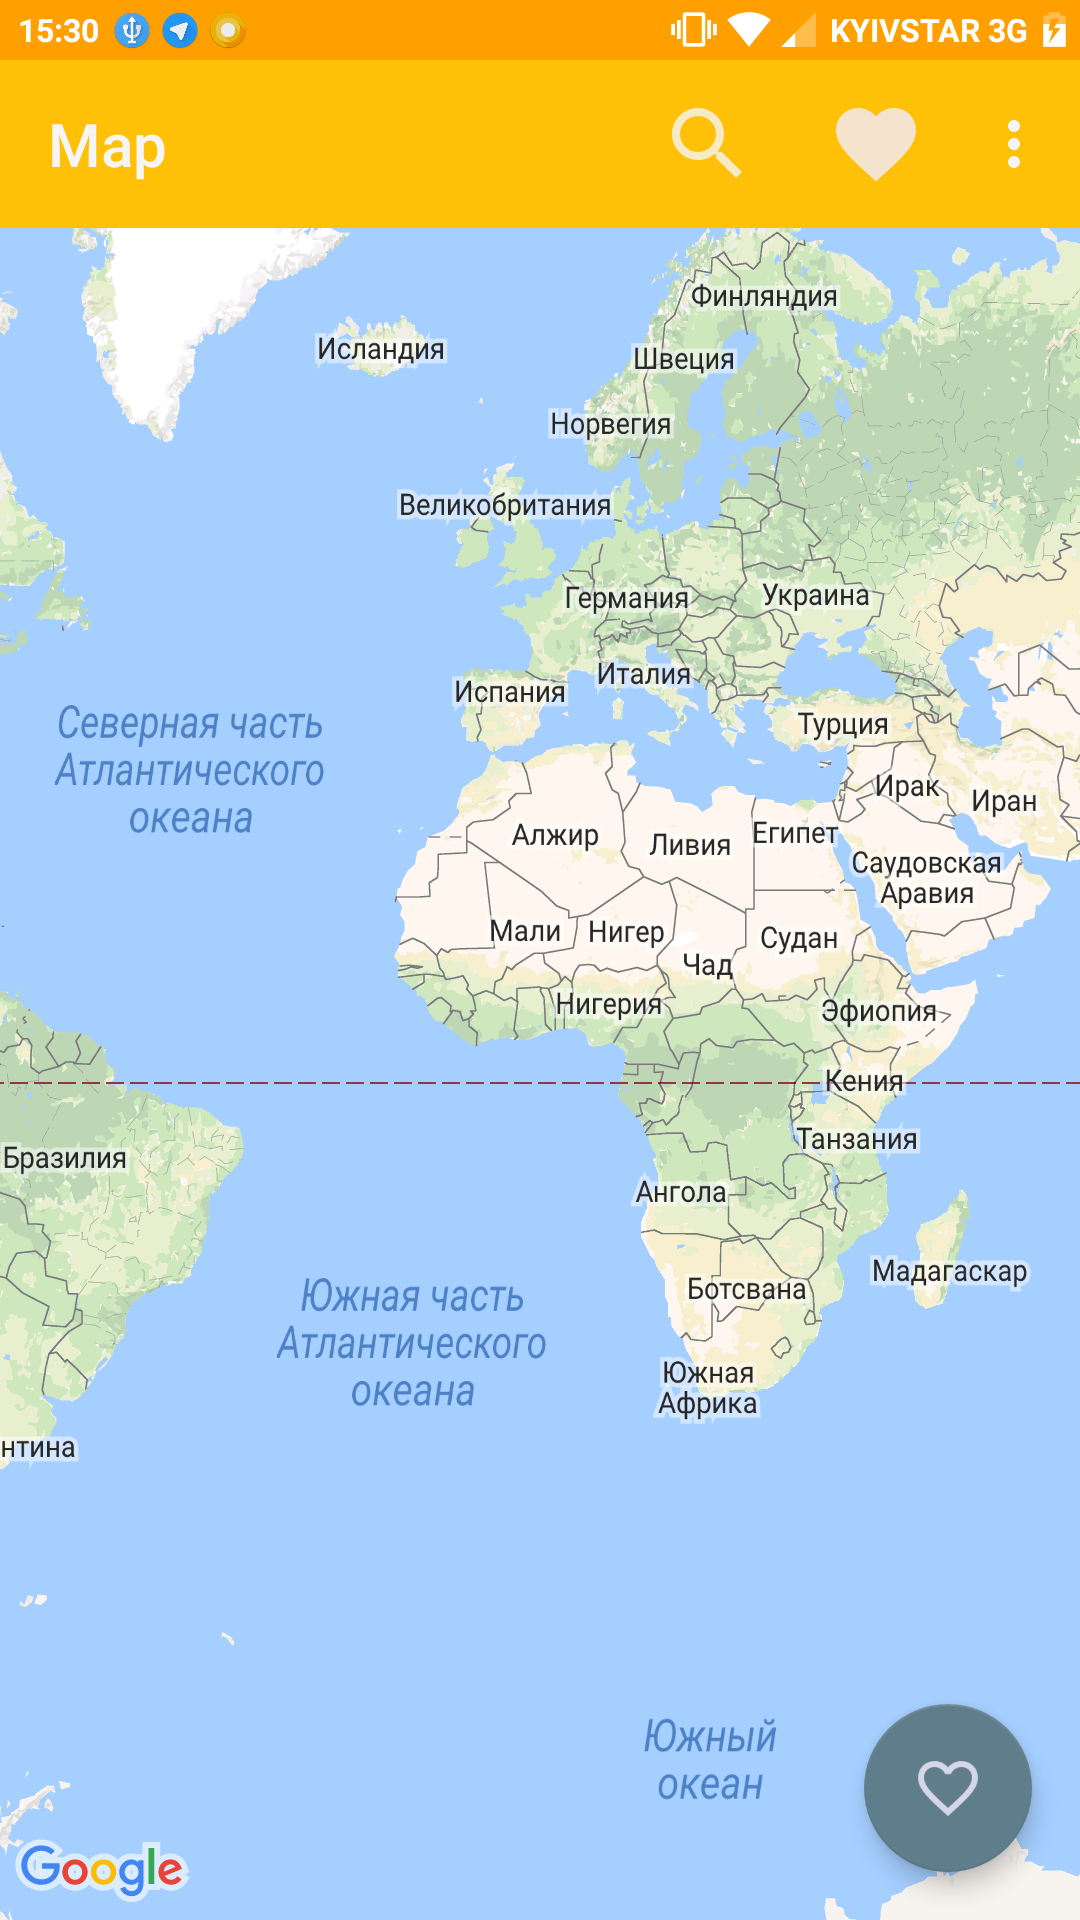 15:30 KYIVSTAR 3G
Map
Финляндия
Исландия
Швеция
Норвегия
Великобритания
Германия
Украина
Италия
Испания
Северная часть
Атлантического
океана
Турция
Ирак
Иран
Алжир
Ливия
Египет
Саудовская
Аравия
Мали
Нигер
Судан
Чад
Нигерия
Эфиопия
Кения
Танзания
Бразилия
Ангола
Мадагаскар
Ботсвана
Южная часть
Атлантического
океана
Южная
Африка
нтина
Южный
океан
Google